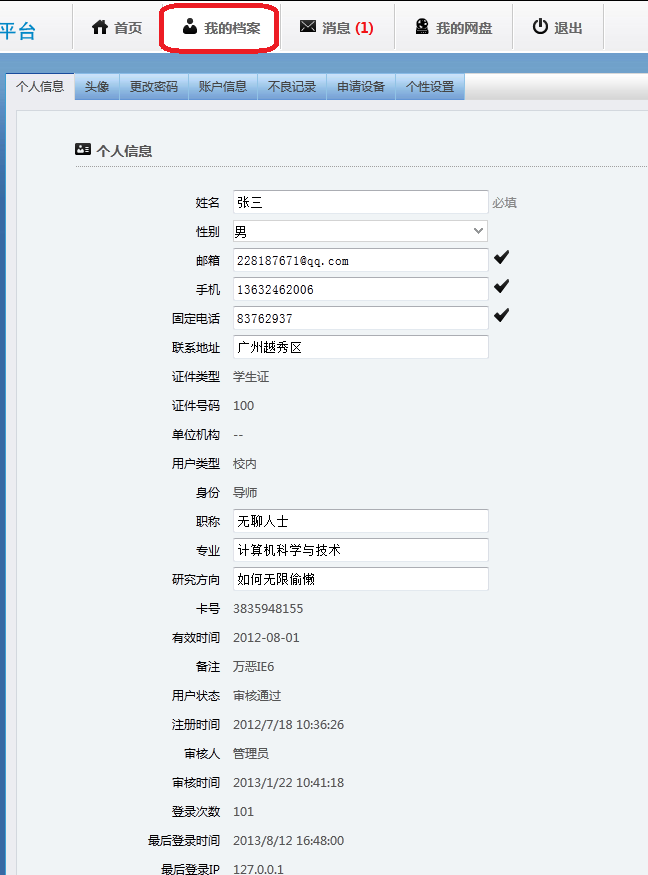 平台 首页 我的档案 消息 (1) 我的网盘 退出
个人信息 头像 更改密码 账户信息 不良记录 申请设备 个性设置
个人信息
姓名 张三 必填
性别 男
邮箱 228187671@qq.com
手机 13632462006
固定电话 83762937
联系地址 广州越秀区
证件类型 学生证
证件号码 100
单位机构 --
用户类型 校内
身份 导师
职称 无聊人士
专业 计算机科学与技术
研究方向 如何无限偷懒
卡号 3835948155
有效时间 2012-08-01
备注 万恶IE6
用户状态 审核通过
注册时间 2012/7/18 10:36:26
审核人 管理员
审核时间 2013/1/22 10:41:18
登录次数 101
最后登录时间 2013/8/12 16:48:00
最后登录IP 127.0.0.1